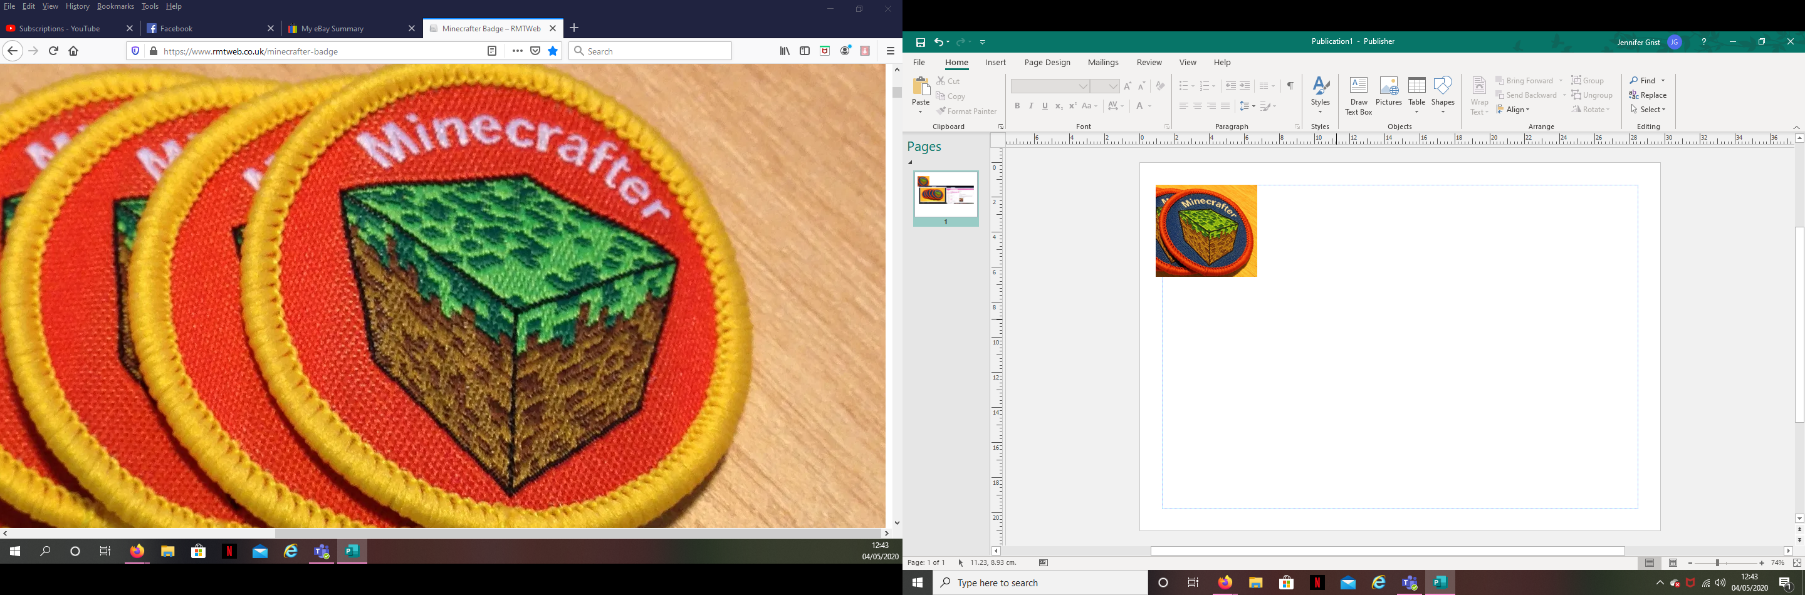 File Edit View History Bookmarks Tools Help
Subscriptions - YouTube
Facebook
My eBay Summary
Minecrafter Badge – RMTWeb
https://www.rmtweb.co.uk/minecrafter-badge
Search
Minecrafter
12:43
04/05/2020
Publication1 - Publisher
Jennifer Grist
JG
File Home Insert Page Design Mailings Review View Help
Paste
Cut
Copy
Format Painter
Clipboard
Font
Paragraph
Styles
Styles
Draw Text Box
Pictures
Table
Shapes
Objects
Wrap Text
Bring Forward
Send Backward
Align
Group
Ungroup
Rotate
Arrange
Find
Replace
Select
Editing
Pages
1
Minecrafter
Page: 1 of 1
11.23, 8.93 cm.
74%
Type here to search
12:43
04/05/2020